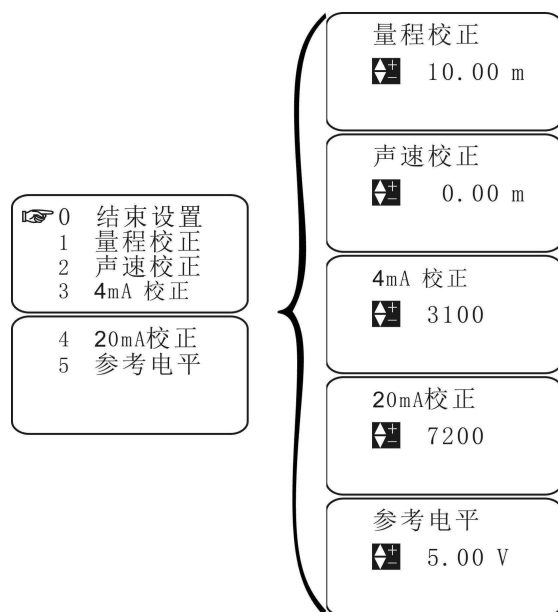 0 结束设置
1 量程校正
2 声速校正
3 4mA 校正
4 20mA校正
5 参考电平
量程校正
10.00 m
声速校正
0.00 m
4mA 校正
3100
20mA校正
7200
参考电平
5.00 V